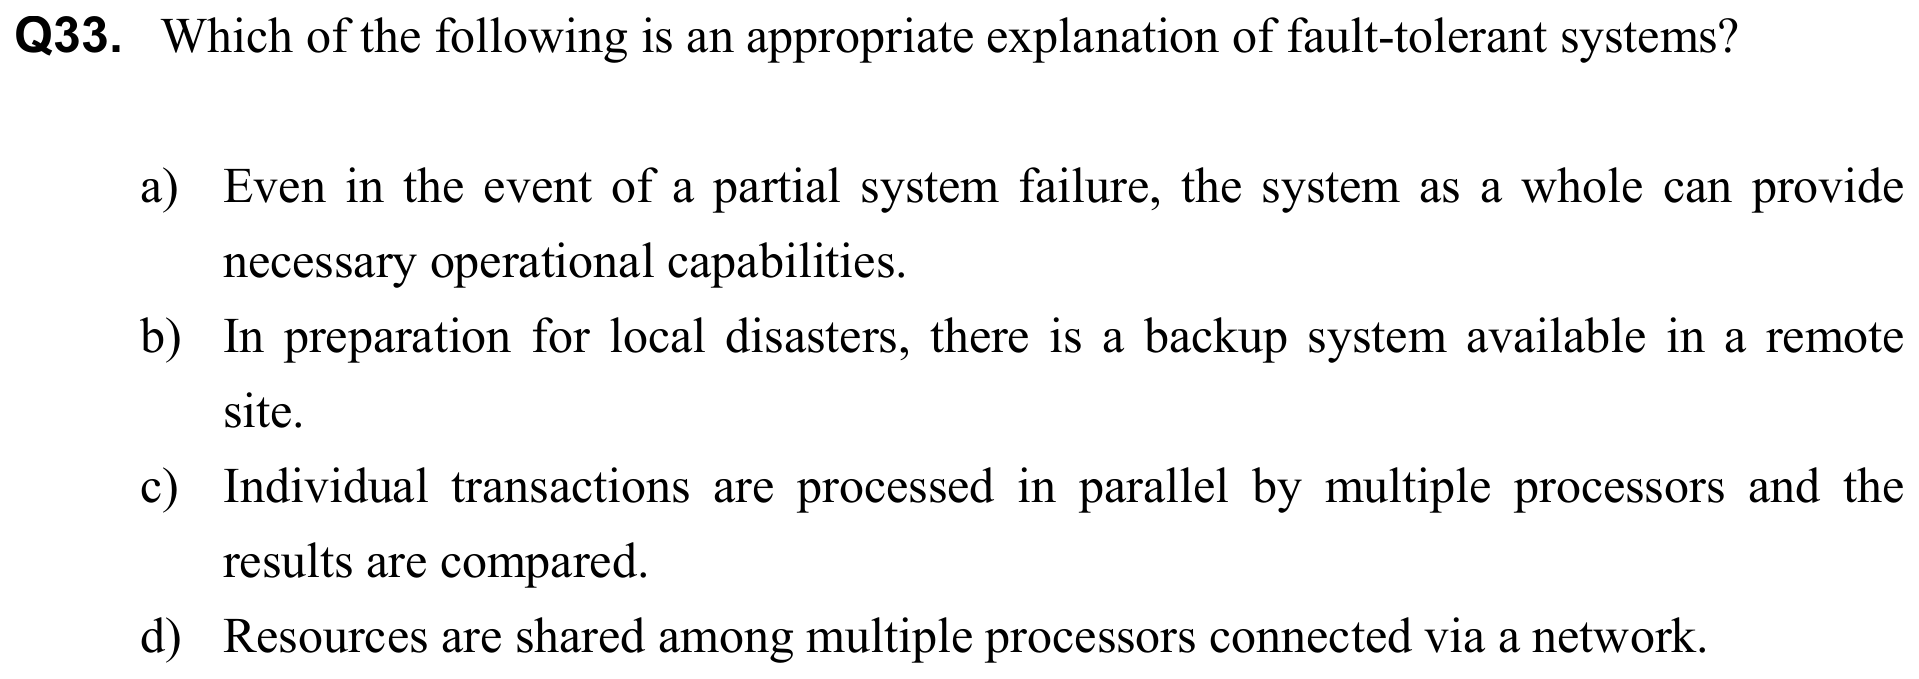 Q33. Which of the following is an appropriate explanation of fault-tolerant systems?
a) Even in the event of a partial system failure, the system as a whole can provide
necessary operational capabilities.
b) In preparation for local disasters, there is a backup system available in a remote
site.
c) Individual transactions are processed in parallel by multiple processors and the
results are compared.
d) Resources are shared among multiple processors connected via a network.